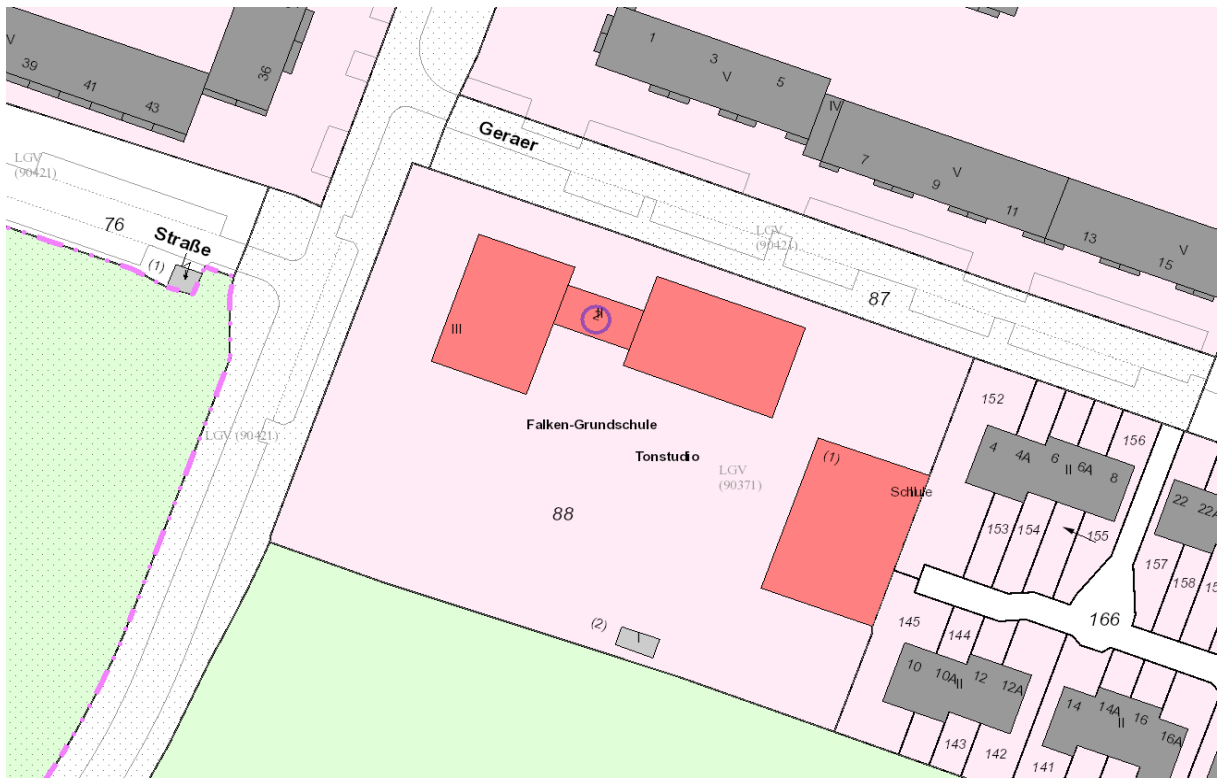 V
39
41
43
36
1
3
V
5
IV
7
V
9
11
13
V
15
Geraer
LGV
(90421)
76
Straße
(1)
LGV
(90421)
87
III
2
II
LGV (90421)
Falken-Grundschule
Tonstudio
LGV
(90371)
(1)
Schule
88
(2)
I
152
156
4
4A
6
II
6A
8
22
22A
153
154
155
157
158
166
145
144
10
10A
II
12
12A
14
14A
II
16
16A
143
142
141